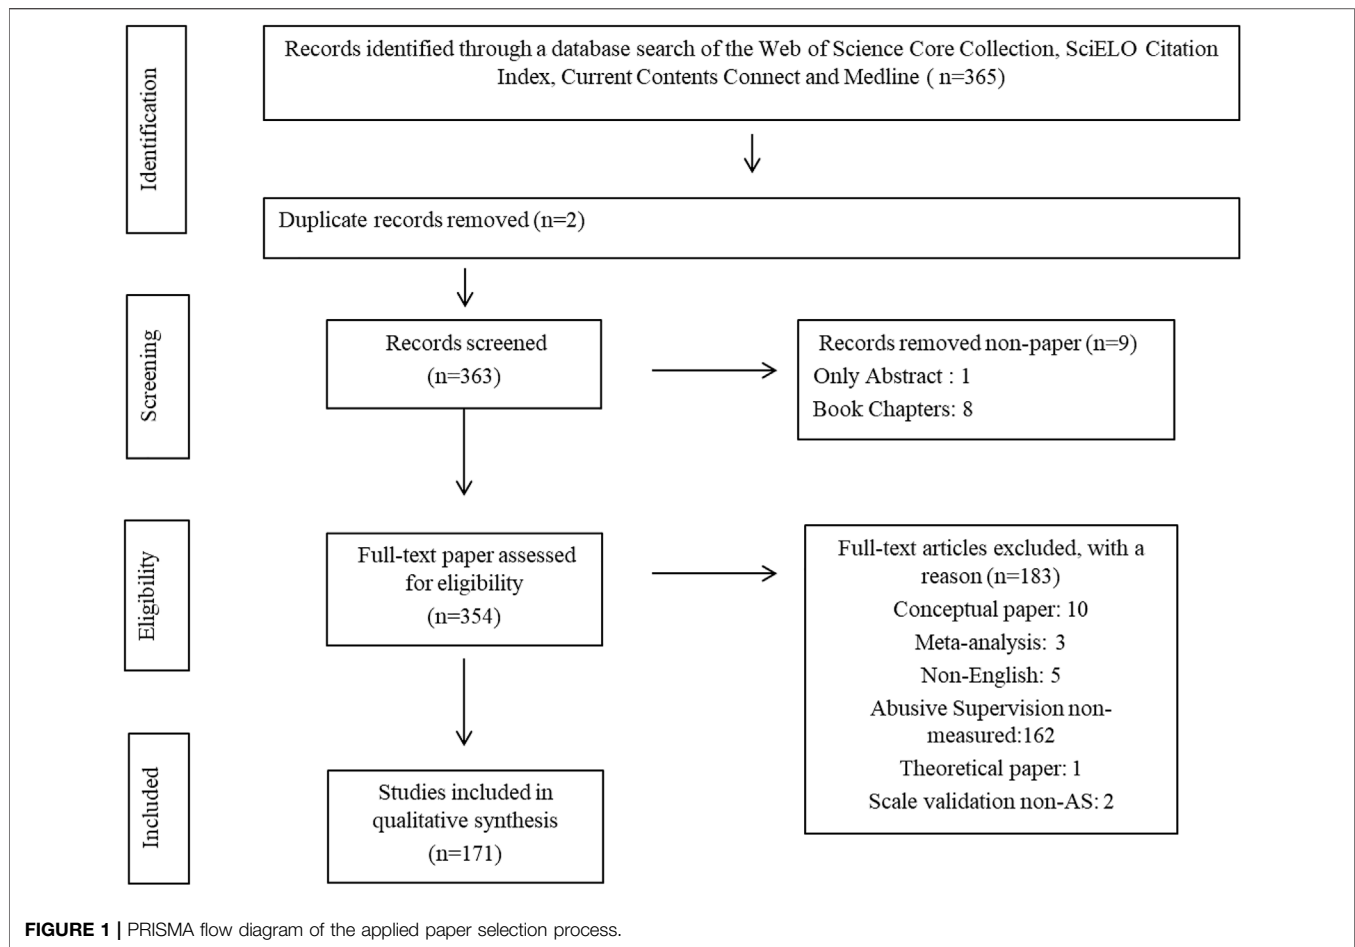 Identification
Records identified through a database search of the Web of Science Core Collection, SciELO Citation
Index, Current Contents Connect and Medline ( n=365)
Duplicate records removed (n=2)
Screening
Records screened
(n=363)
Records removed non-paper (n=9)
Only Abstract : 1
Book Chapters: 8
Eligibility
Full-text paper assessed
for eligibility
(n=354)
Full-text articles excluded, with a
reason (n=183)
Conceptual paper: 10
Meta-analysis: 3
Non-English: 5
Abusive Supervision non-
measured:162
Theoretical paper: 1
Scale validation non-AS: 2
Included
Studies included in
qualitative synthesis
(n=171)
FIGURE 1 | PRISMA flow diagram of the applied paper selection process.